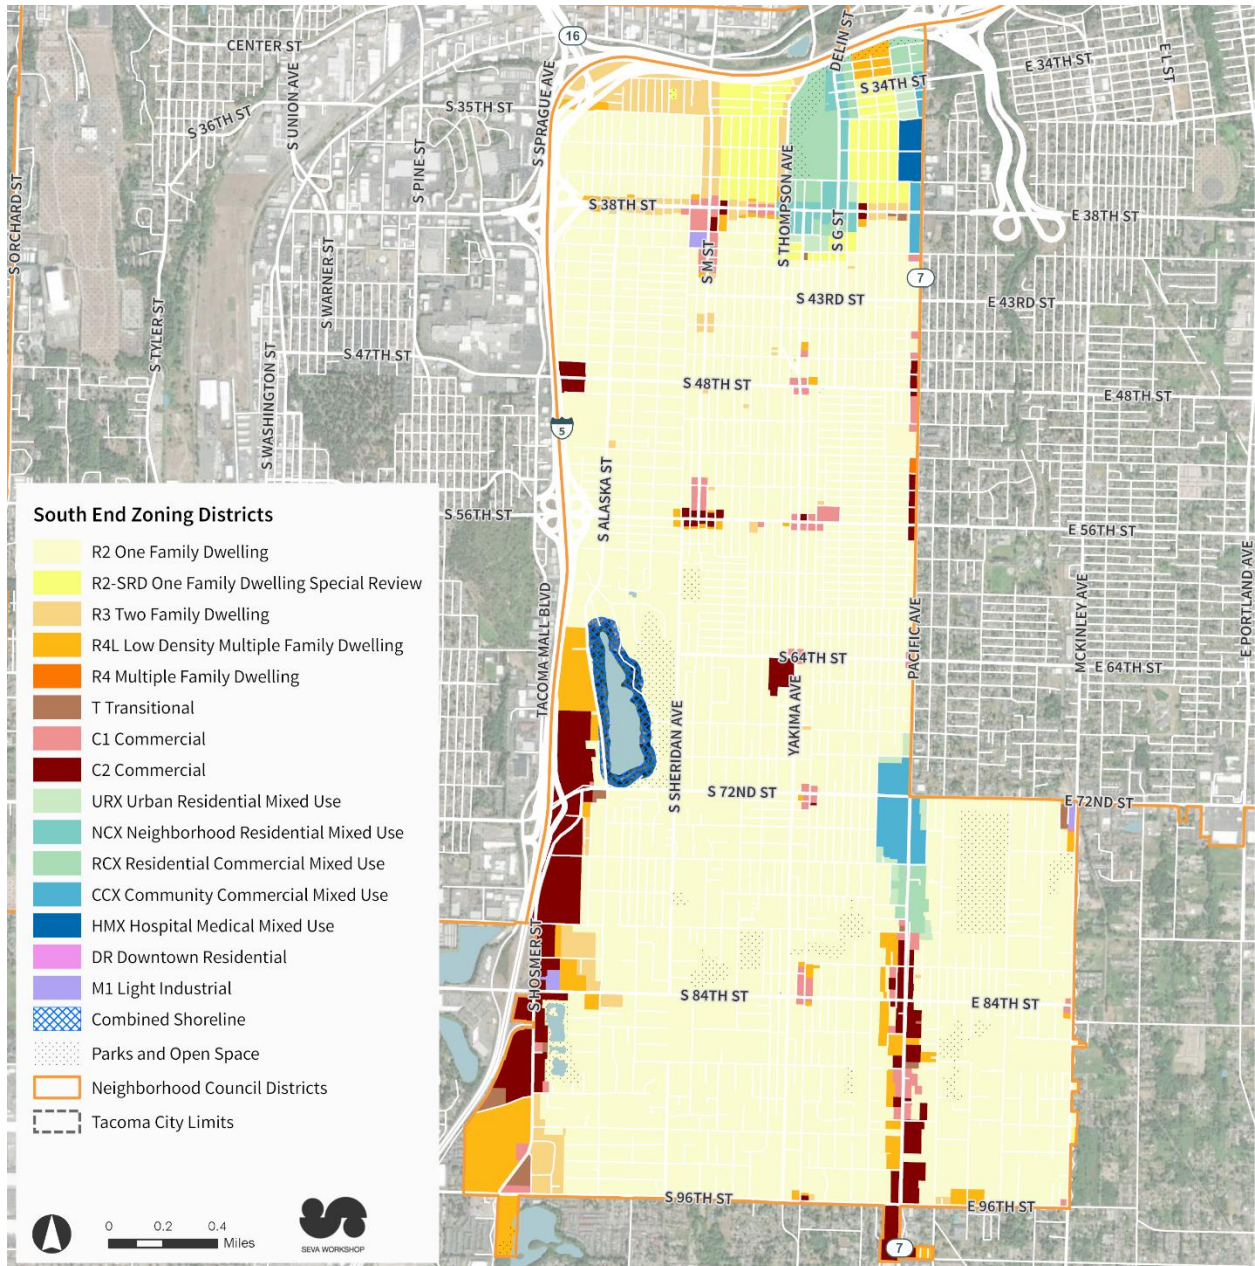 16
CENTER ST
S UNION AVE
S 36TH ST
S 35TH ST
S PINE ST
S SPRAGUE AVE
DELIN ST
S 34TH ST
E 34TH ST
E L ST
S ORCHARD ST
S TYLER ST
S WARNER ST
S WASHINGTON ST
S 47TH ST
S 38TH ST
S M ST
S THOMPSON AVE
S G ST
E 38TH ST
7
S 43RD ST
E 43RD ST
S 48TH ST
E 48TH ST
5
S ALASKA ST
S 56TH ST
E 56TH ST
TACOMA MALL BLVD
PACIFIC AVE
MCKINLEY AVE
E PORTLAND AVE
S 64TH ST
E 64TH ST
YAKIMA AVE
S SHERIDAN AVE
S 72ND ST
E 72ND ST
S HOSMER ST
S 84TH ST
E 84TH ST
S 96TH ST
E 96TH ST
7
South End Zoning Districts
R2 One Family Dwelling
R2-SRD One Family Dwelling Special Review
R3 Two Family Dwelling
R4L Low Density Multiple Family Dwelling
R4 Multiple Family Dwelling
T Transitional
C1 Commercial
C2 Commercial
URX Urban Residential Mixed Use
NCX Neighborhood Residential Mixed Use
RCX Residential Commercial Mixed Use
CCX Community Commercial Mixed Use
HMX Hospital Medical Mixed Use
DR Downtown Residential
M1 Light Industrial
Combined Shoreline
Parks and Open Space
Neighborhood Council Districts
Tacoma City Limits
0 0.2 0.4
Miles
SEVA WORKSHOP